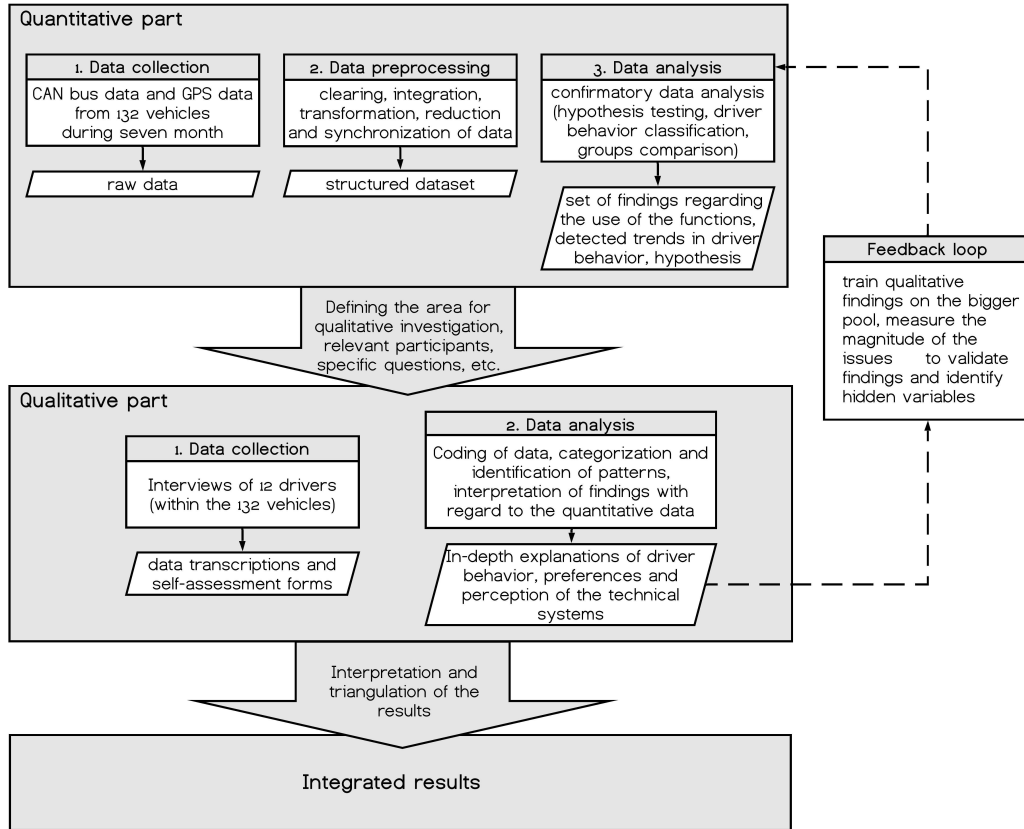 Quantitative part
1. Data collection
CAN bus data and GPS data
from 132 vehicles
during seven month
raw data
2. Data preprocessing
clearing, integration,
transformation, reduction
and synchronization of data
structured dataset
3. Data analysis
confirmatory data analysis
(hypothesis testing, driver
behavior classification,
groups comparison)
set of findings regarding
the use of the functions,
detected trends in driver
behavior, hypothesis
Feedback loop
train qualitative
findings on the bigger
pool, measure the
magnitude of the
issues to validate
findings and identify
hidden variables
Defining the area for
qualitative investigation,
relevant participants,
specific questions, etc.
Qualitative part
1. Data collection
Interviews of 12 drivers
(within the 132 vehicles)
data transcriptions and
self-assessment forms
2. Data analysis
Coding of data, categorization and
identification of patterns,
interpretation of findings with
regard to the quantitative data
In-depth explanations of driver
behavior, preferences and
perception of the technical
systems
Interpretation and
triangulation of the
results
Integrated results